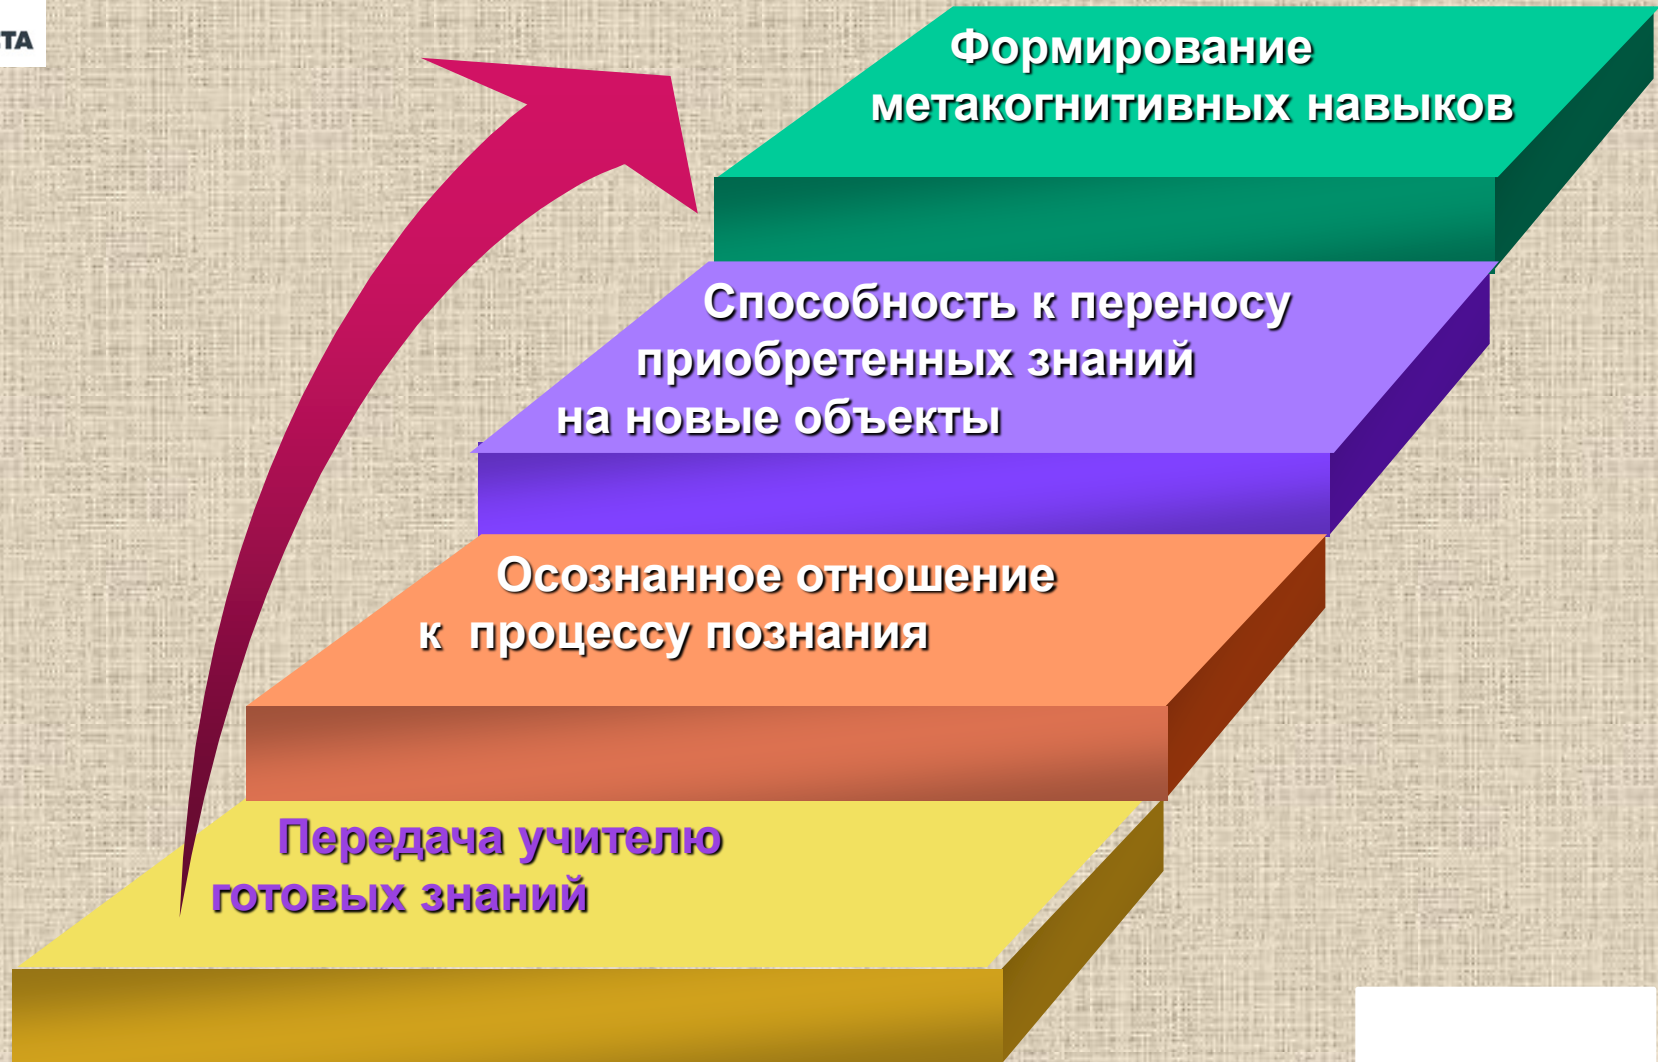 ТА
Формирование
метакогнитивных навыков
Способность к переносу
приобретенных знаний
на новые объекты
Осознанное отношение
к процессу познания
Передача учителю
готовых знаний